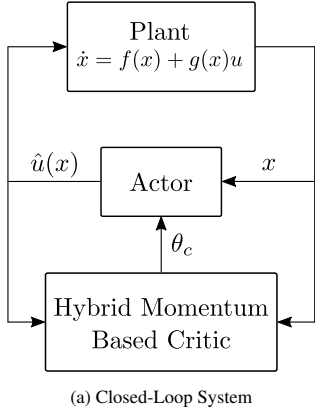 Plant
ẋ = f(x) + g(x)u
û(x)
Actor
x
θ_c
Hybrid Momentum
Based Critic
(a) Closed-Loop System